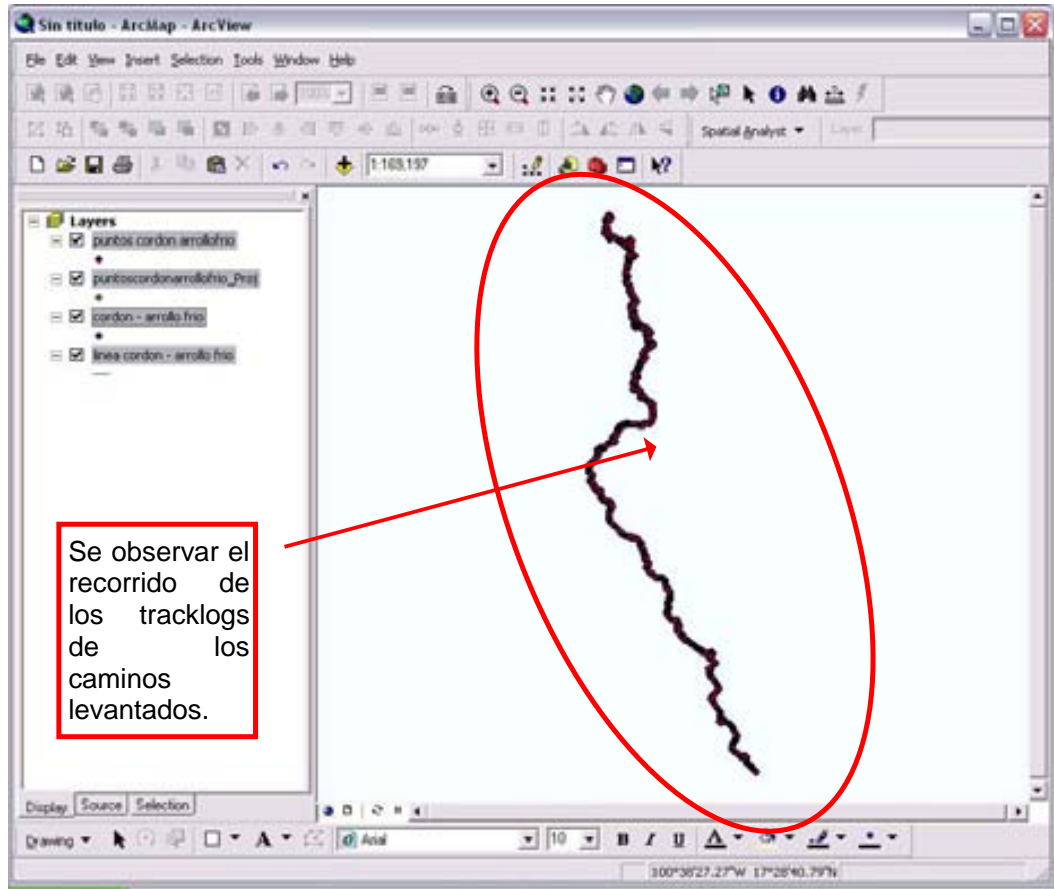 Sin titulo - ArcMap - ArcView
File Edit View Insert Selection Tools Window Help
Spatial Analyst
Layer:
1:169,197
Layers
puntos cordon arrollofrio
puntoscordonarrollofrio_Proj
cordon - arrollo frio
linea cordon - arrollo frio
Se observar el
recorrido de
los tracklogs
de los
caminos
levantados.
Display Source Selection
Drawing
A
Arial
10
B I U A
100°38'27.27"W 17°28'40.79"N